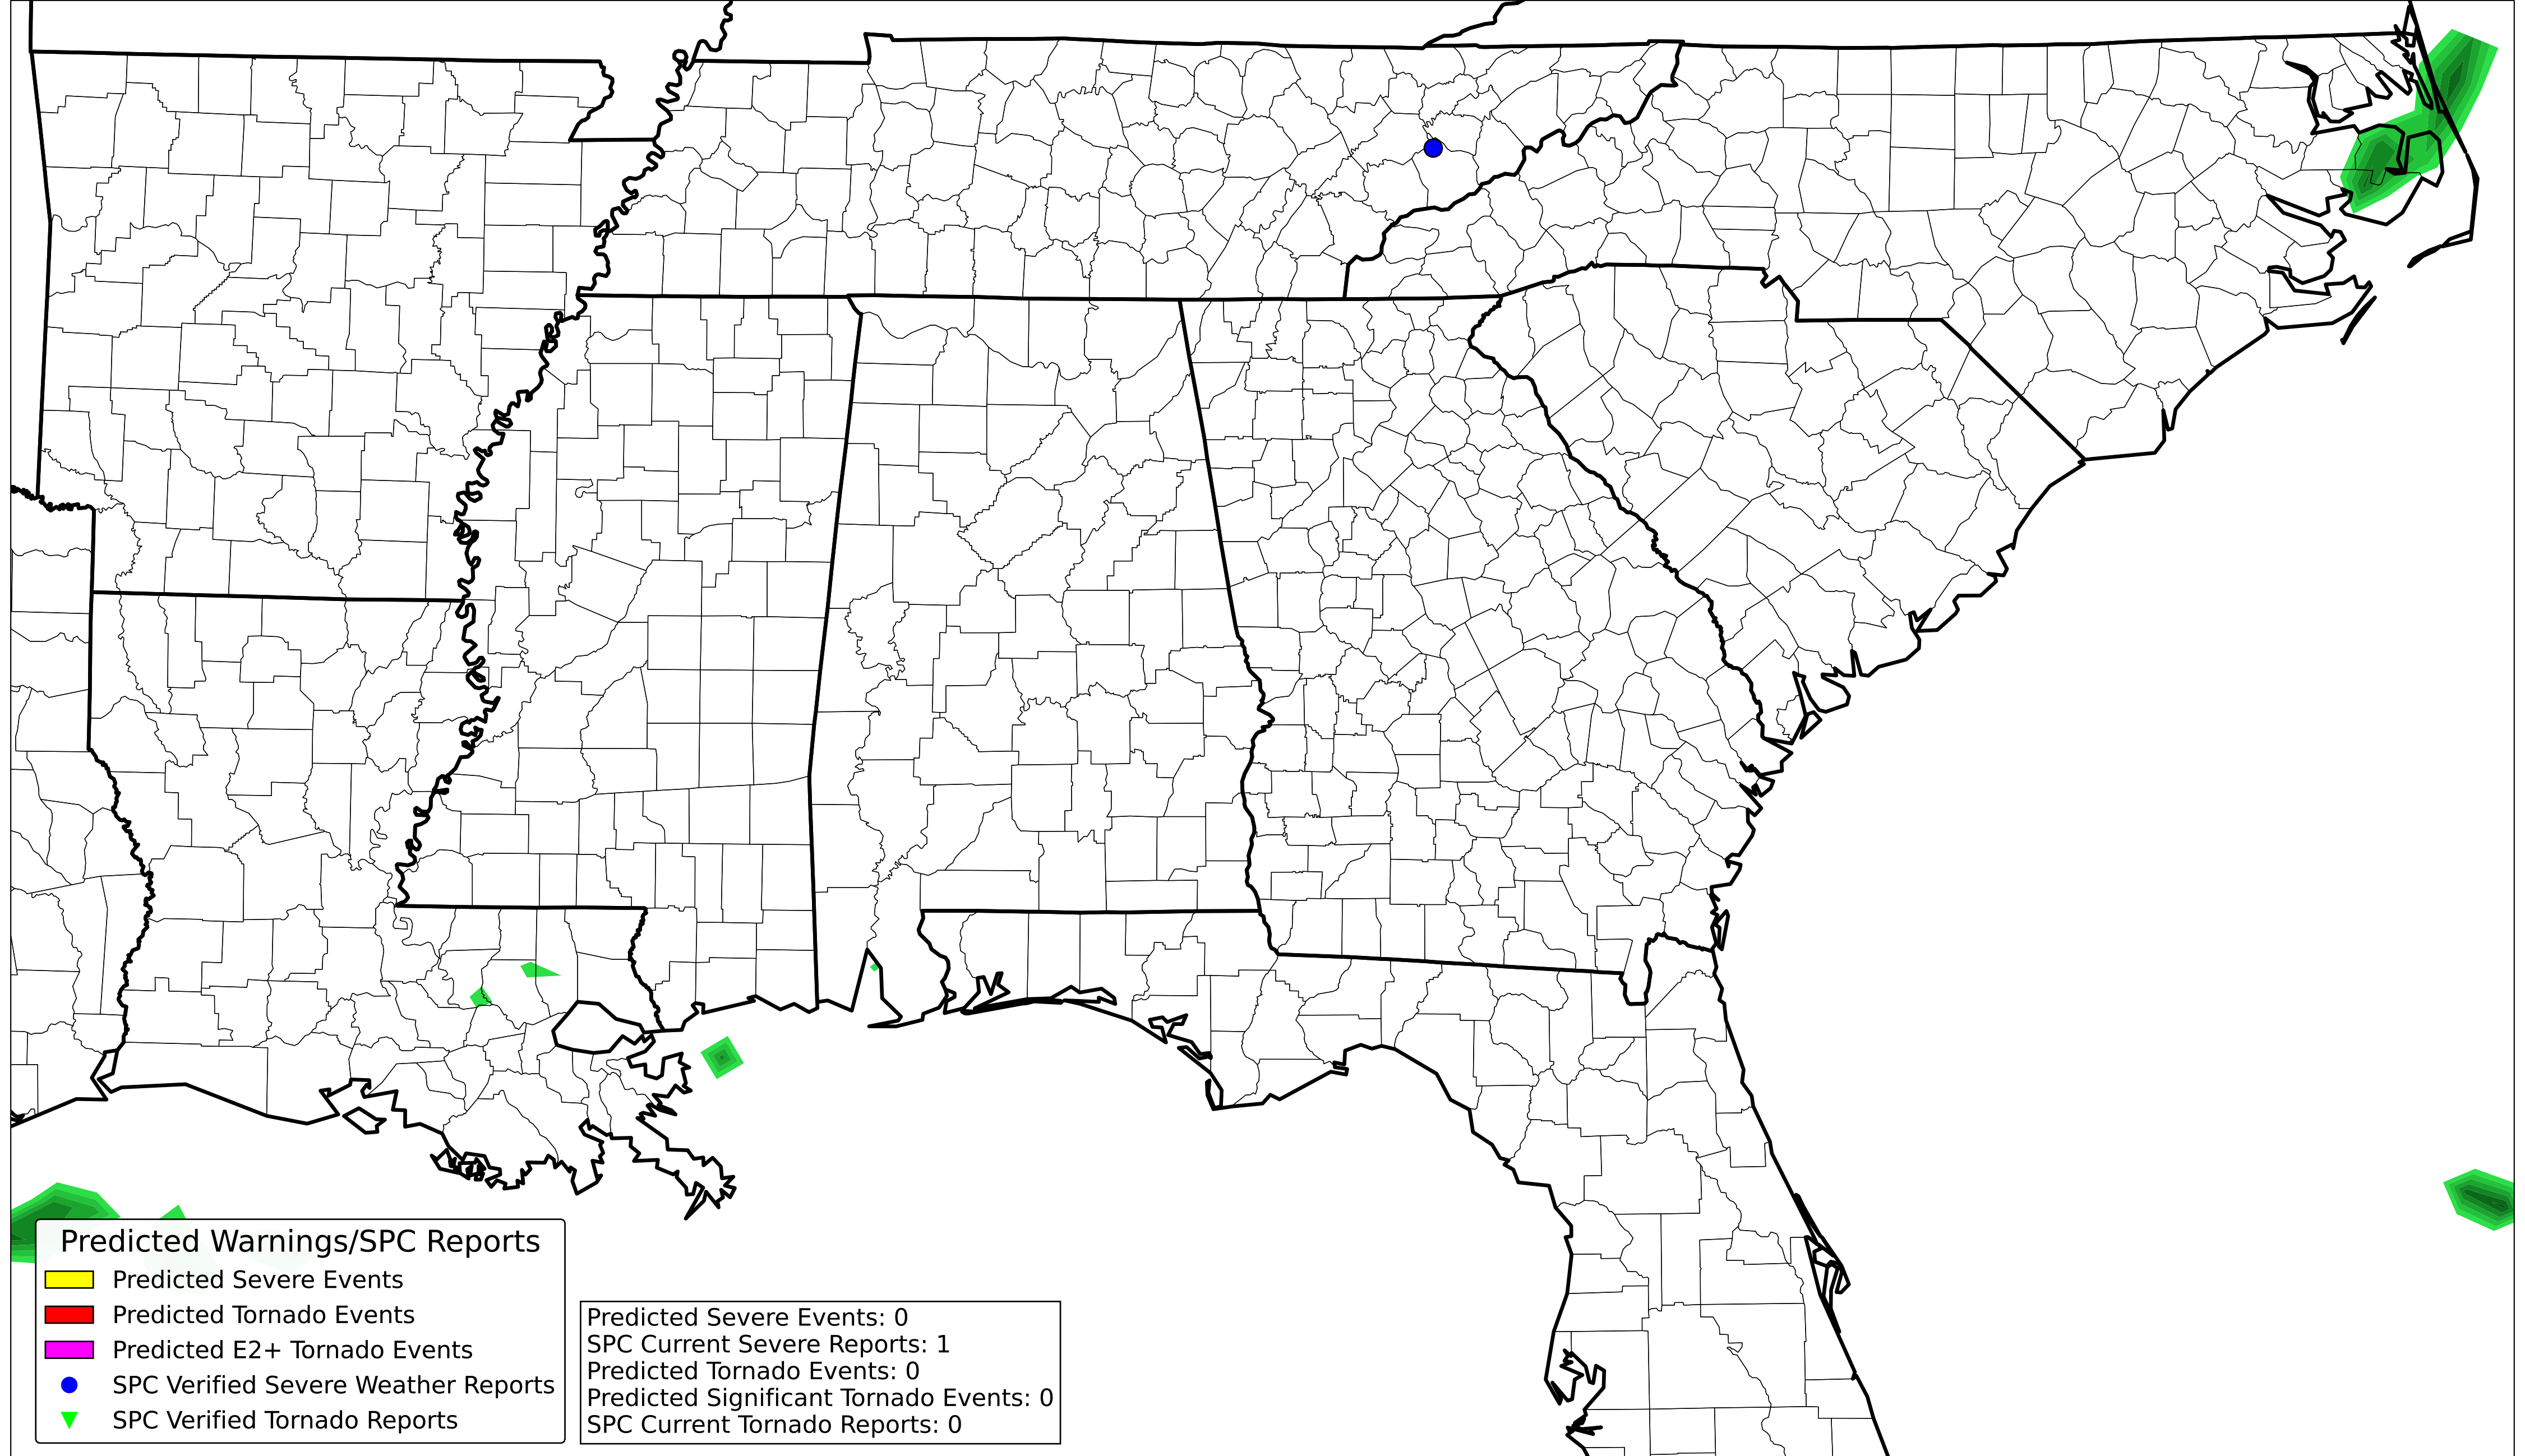 Predicted Warnings/SPC Reports
Predicted Severe Events
Predicted Tornado Events
Predicted E2+ Tornado Events
SPC Verified Severe Weather Reports
SPC Verified Tornado Reports
Predicted Severe Events: 0
SPC Current Severe Reports: 1
Predicted Tornado Events: 0
Predicted Significant Tornado Events: 0
SPC Current Tornado Reports: 0